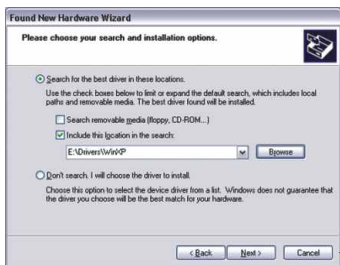 Found New Hardware Wizard
Please choose your search and installation options.
Search for the best driver in these locations.
Use the check boxes below to limit or expand the default search, which includes local
paths and removable media. The best driver found will be installed.
Search removable media (floppy, CD-ROM...)
Include this location in the search:
E:\Drivers\WinXP
Browse
Don't search. I will choose the driver to install.
Choose this option to select the device driver from a list. Windows does not guarantee that
the driver you choose will be the best match for your hardware.
< Back
Next >
Cancel